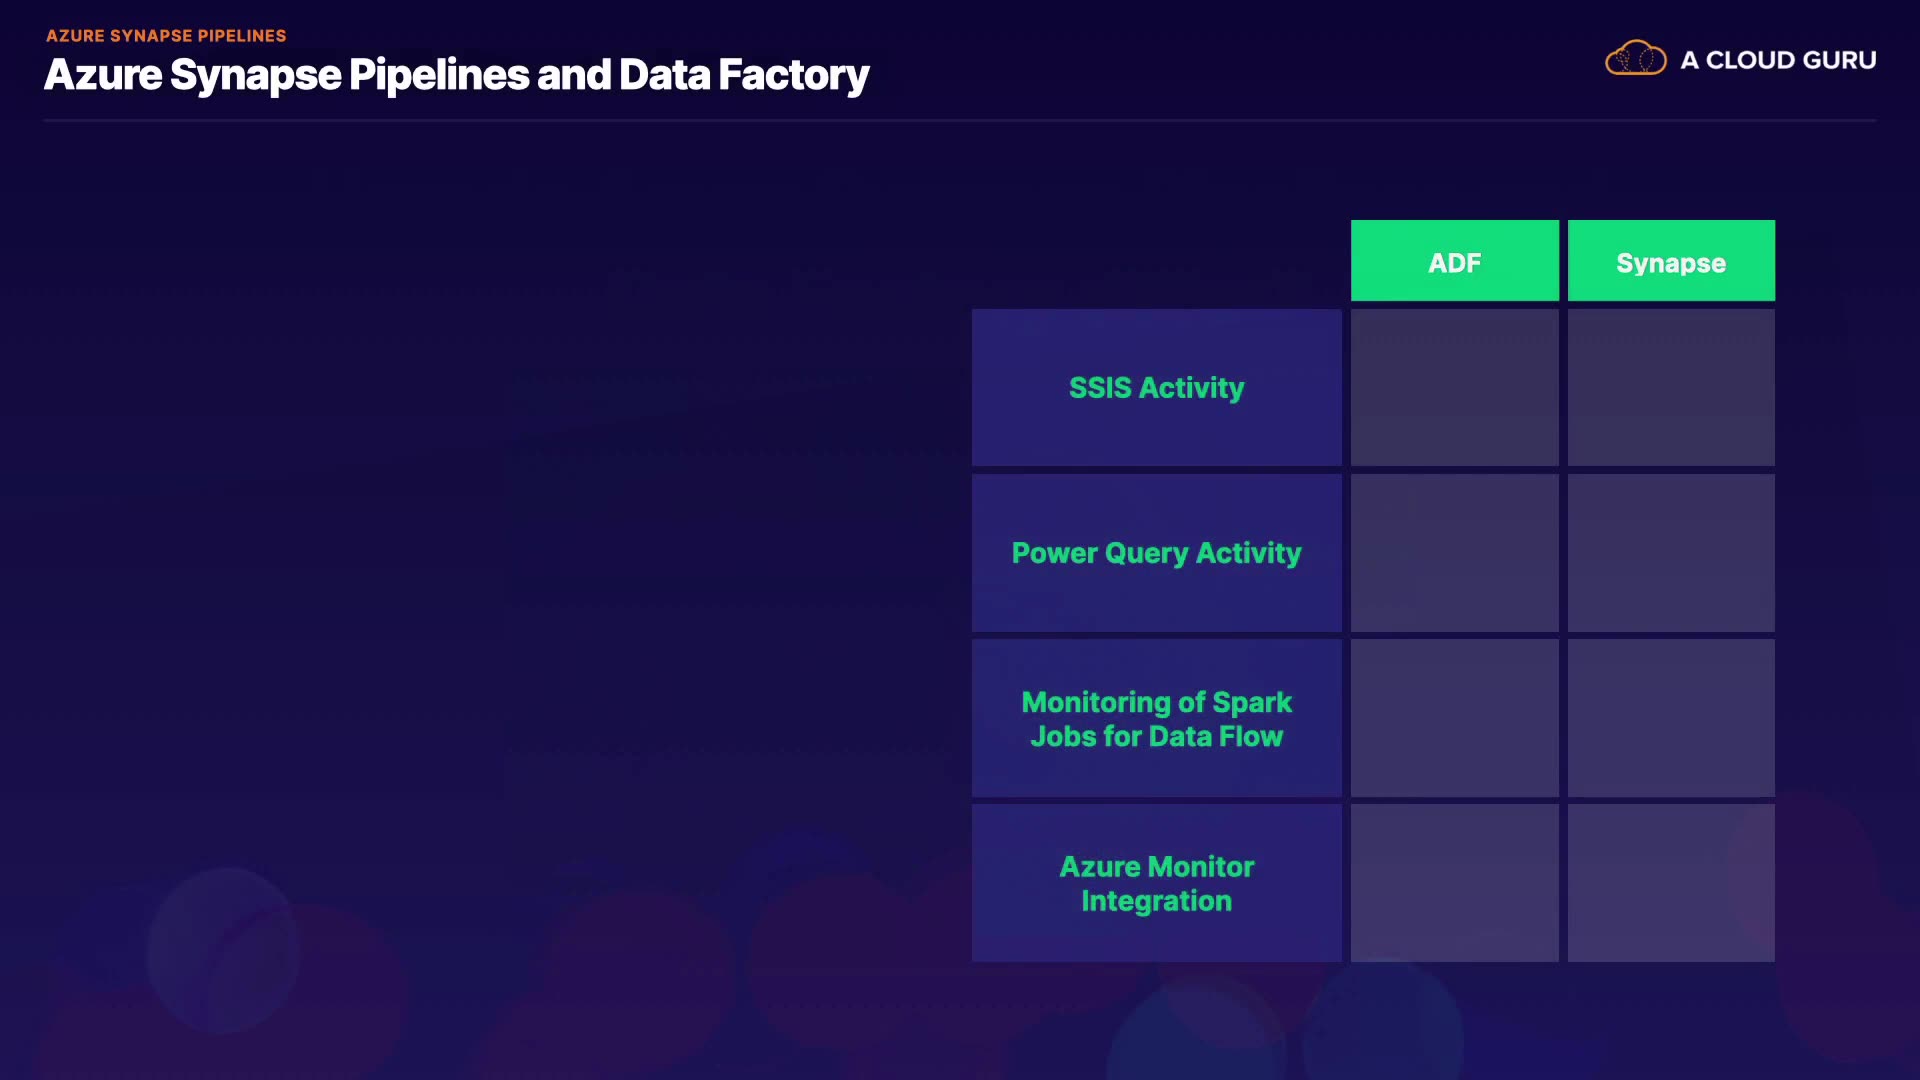 AZURE SYNAPSE PIPELINES
Azure Synapse Pipelines and Data Factory
A CLOUD GURU
ADF
Synapse
SSIS Activity
Power Query Activity
Monitoring of Spark
Jobs for Data Flow
Azure Monitor
Integration